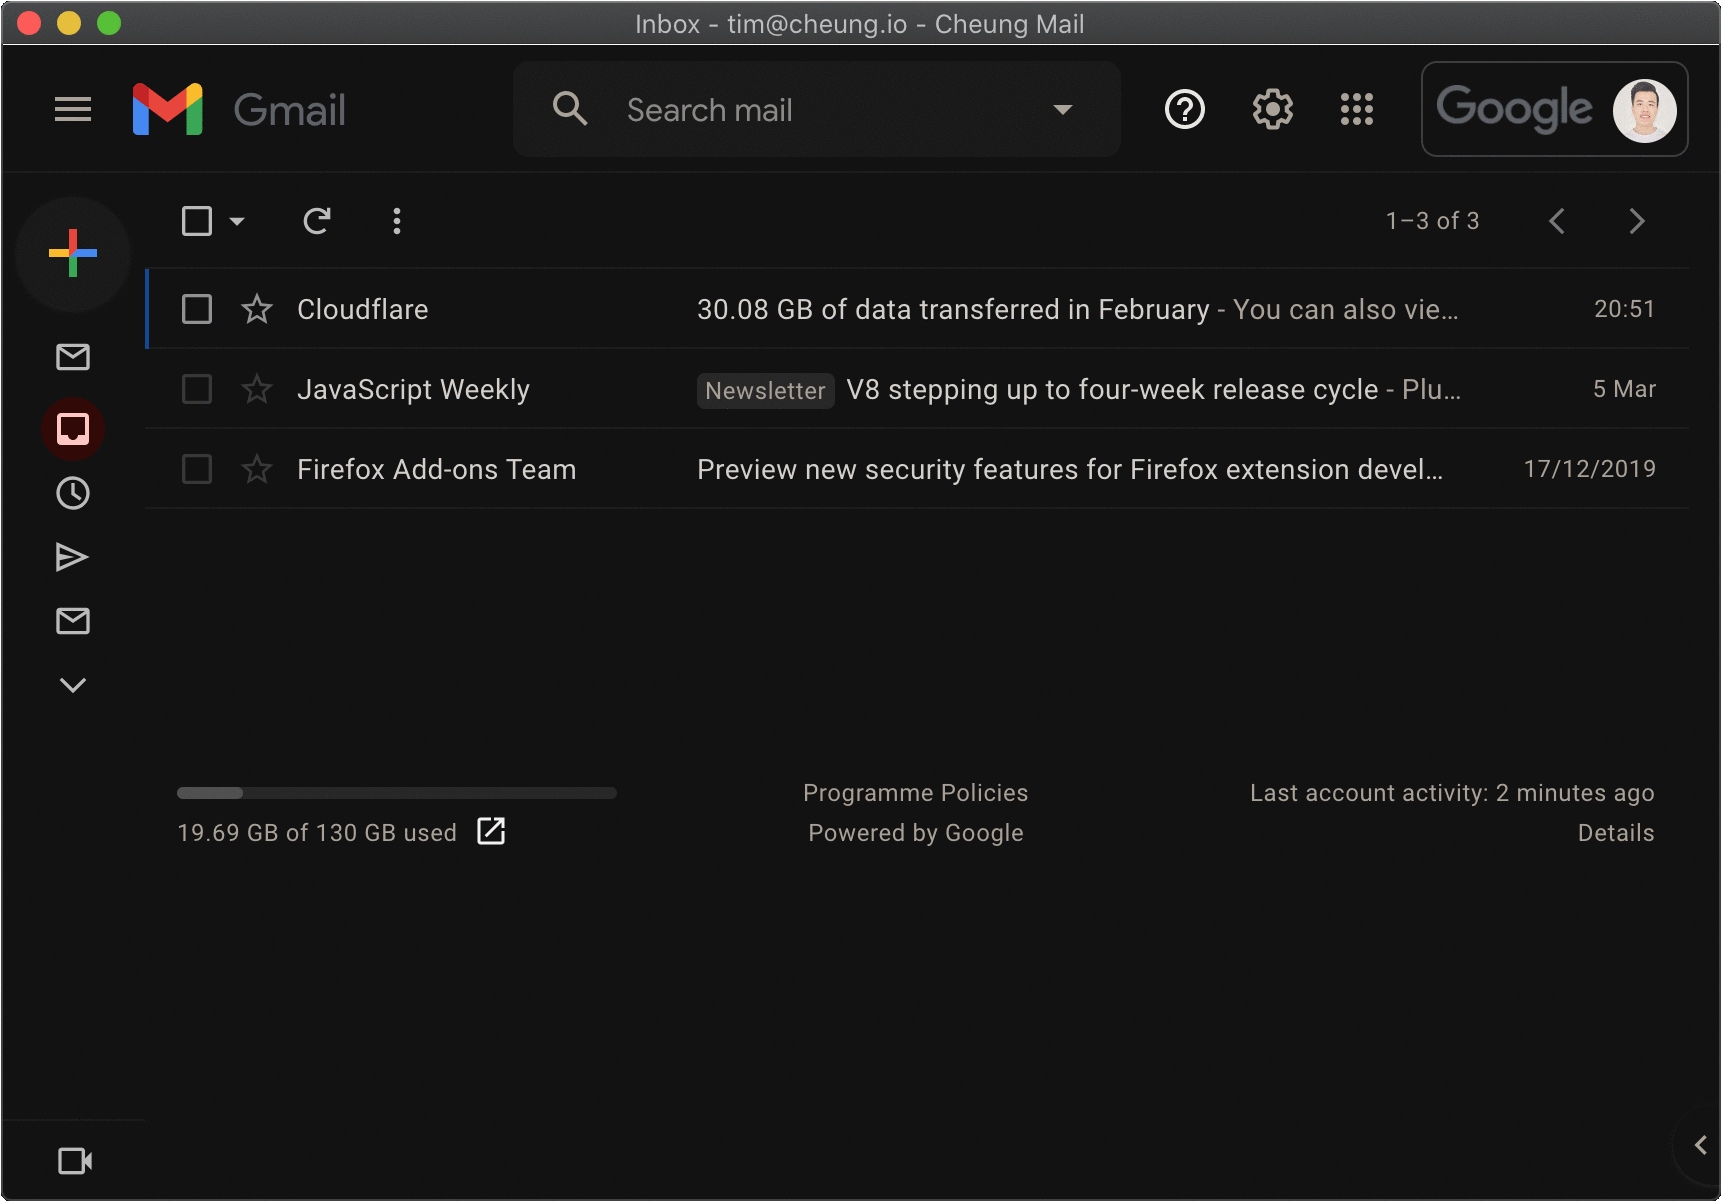 Inbox - tim@cheung.io - Cheung Mail
Gmail
Search mail
Google
1–3 of 3
Cloudflare 30.08 GB of data transferred in February - You can also vie... 20:51
JavaScript Weekly Newsletter V8 stepping up to four-week release cycle - Plu... 5 Mar
Firefox Add-ons Team Preview new security features for Firefox extension devel... 17/12/2019
19.69 GB of 130 GB used
Programme Policies
Powered by Google
Last account activity: 2 minutes ago
Details